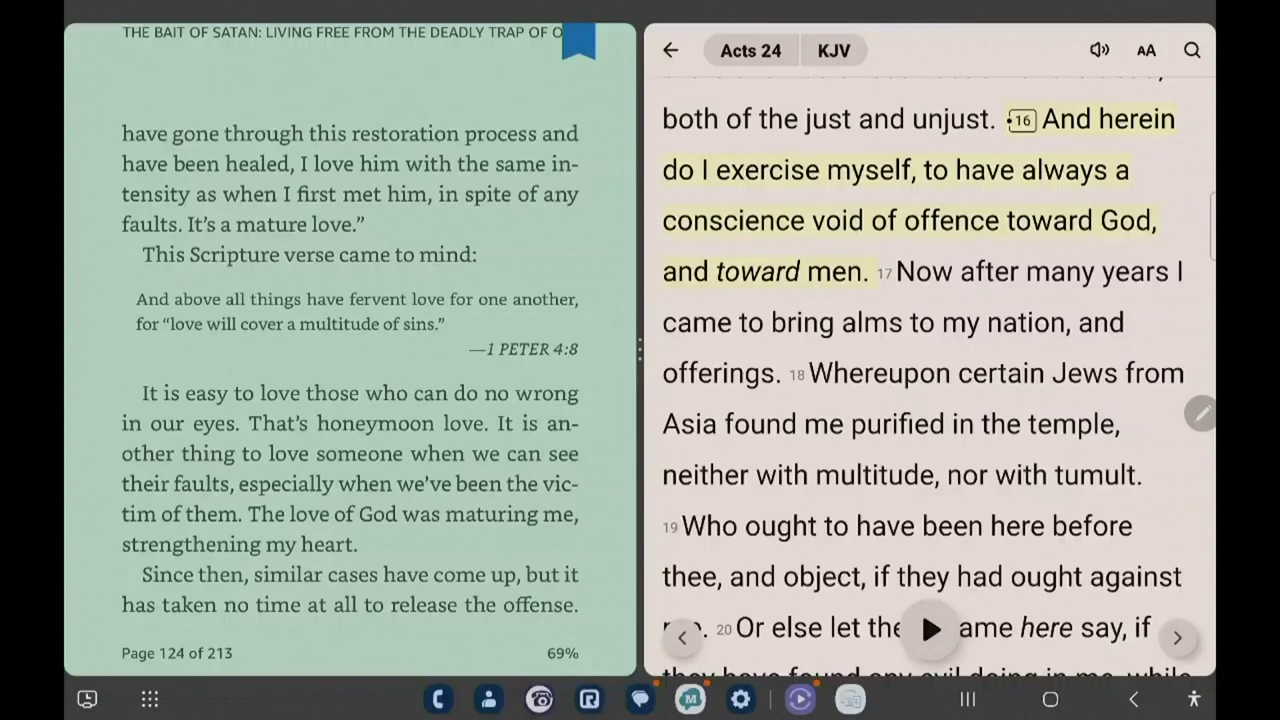 THE BAIT OF SATAN: LIVING FREE FROM THE DEADLY TRAP OF O
have gone through this restoration process and
have been healed, I love him with the same in-
tensity as when I first met him, in spite of any
faults. It’s a mature love.”
This Scripture verse came to mind:
And above all things have fervent love for one another,
for “love will cover a multitude of sins.”
—1 PETER 4:8
It is easy to love those who can do no wrong
in our eyes. That’s honeymoon love. It is an-
other thing to love someone when we can see
their faults, especially when we’ve been the vic-
tim of them. The love of God was maturing me,
strengthening my heart.
Since then, similar cases have come up, but it
has taken no time at all to release the offense.
Page 124 of 213 69%
Acts 24 KJV AA
both of the just and unjust. 16 And herein
do I exercise myself, to have always a
conscience void of offence toward God,
and toward men. 17 Now after many years I
came to bring alms to my nation, and
offerings. 18 Whereupon certain Jews from
Asia found me purified in the temple,
neither with multitude, nor with tumult.
19 Who ought to have been here before
thee, and object, if they had ought against
20 Or else let ame here say, if
they have found any evil doing in me, while